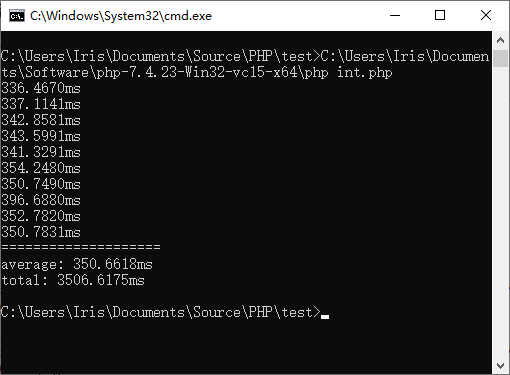 C:\Windows\System32\cmd.exe
C:\Users\Iris\Documents\Source\PHP\test>C:\Users\Iris\Documen
ts\Software\php-7.4.23-Win32-vc15-x64\php int.php
336.4670ms
337.1141ms
342.8581ms
343.5991ms
341.3291ms
354.2480ms
350.7490ms
396.6880ms
352.7820ms
350.7831ms
====================
average: 350.6618ms
total: 3506.6175ms
C:\Users\Iris\Documents\Source\PHP\test>